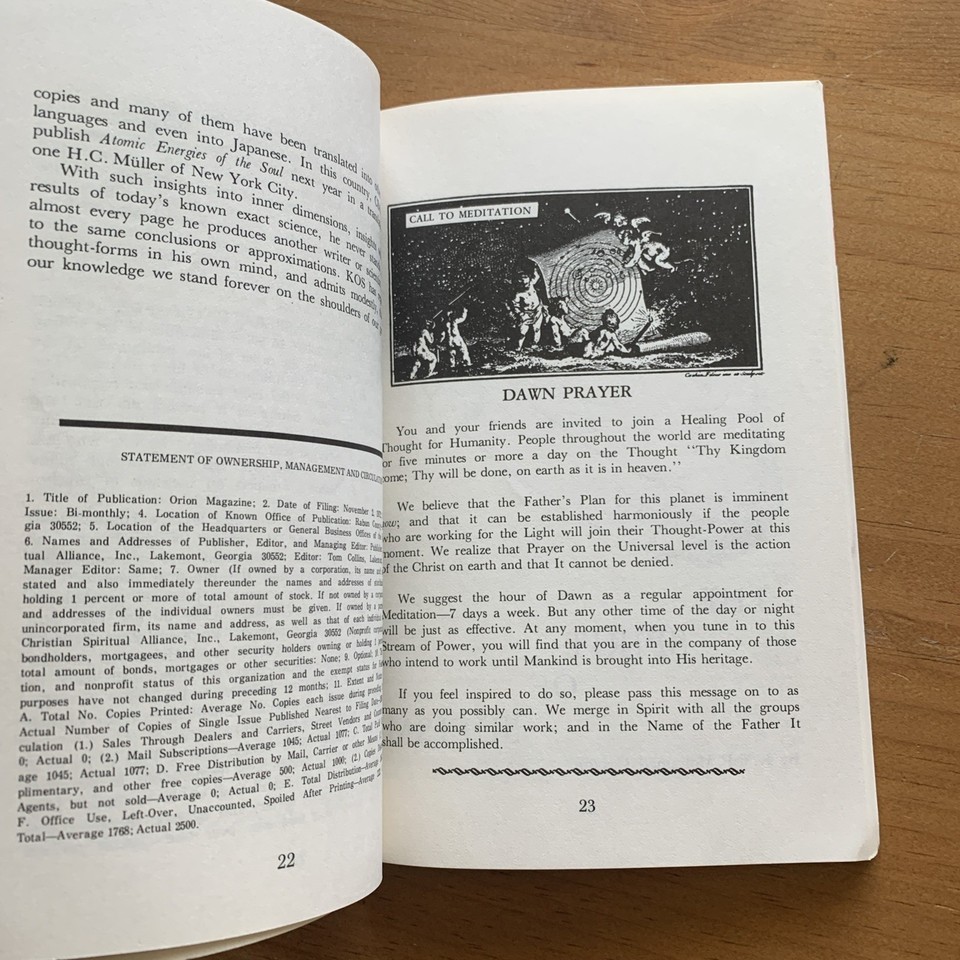 copies and many of them have been translated into
languages and even into Japanese. In this country,
publish Atomic Energies of the Soul next year in a
one H.C. Müller of New York City.
With such insights into inner dimensions, insights
results of today's known exact science, he never
almost every page he produces another writer or
to the same conclusions or approximations. KOS has
thought-forms in his own mind, and admits modestly,
our knowledge we stand forever on the shoulders of our
STATEMENT OF OWNERSHIP, MANAGEMENT AND
1. Title of Publication: Orion Magazine; 2. Date of Filing: November 2,
Issue: Bi-monthly; 4. Location of Known Office of Publication: Rabun
gia 30552; 5. Location of the Headquarters or General Business Offices of the
6. Names and Addresses of Publisher, Editor, and Managing Editor:
tual Alliance, Inc., Lakemont, Georgia 30552; Editor: Tom Collins,
Manager Editor: Same; 7. Owner (If owned by a corporation, its name
stated and also immediately thereunder the names and addresses of
holding 1 percent or more of total amount of stock. If not owned by a
and addresses of the individual owners must be given. If owned by a
unincorporated firm, its name and address, as well as that of each
Christian Spiritual Alliance, Inc., Lakemont, Georgia 30552 (Nonprofit
bondholders, mortgagees, and other security holders owning or holding 1
total amount of bonds, mortgages or other securities: None; 9. Optional;
tion, and nonprofit status of this organization and the exempt status for
purposes have not changed during preceding 12 months; 11. Extent and
A. Total No. Copies Printed: Average No. Copies each issue during
Actual Number of Copies of Single Issue Published Nearest to Filing
culation (1.) Sales Through Dealers and Carriers, Street Vendors and
0; Actual 0; (2.) Mail Subscriptions—Average 1045; Actual 1077; C. Total
age 1045; Actual 1077; D. Free Distribution by Mail, Carrier or other
plimentary, and other free copies—Average 500; Actual 1000; (2.) Copies
Agents, but not sold—Average 0; Actual 0; E. Total Distribution—
F. Office Use, Left-Over, Unaccounted, Spoiled After Printing—Average
Total—Average 1768; Actual 2500.
22
CALL TO MEDITATION
DAWN PRAYER
You and your friends are invited to join a Healing Pool of
Thought for Humanity. People throughout the world are meditating
for five minutes or more a day on the Thought "Thy Kingdom
come; Thy will be done, on earth as it is in heaven."
We believe that the Father's Plan for this planet is imminent
now; and that it can be established harmoniously if the people
who are working for the Light will join their Thought-Power at this
moment. We realize that Prayer on the Universal level is the action
of the Christ on earth and that It cannot be denied.
We suggest the hour of Dawn as a regular appointment for
Meditation—7 days a week. But any other time of the day or night
will be just as effective. At any moment, when you tune in to this
Stream of Power, you will find that you are in the company of those
who intend to work until Mankind is brought into His heritage.
If you feel inspired to do so, please pass this message on to as
many as you possibly can. We merge in Spirit with all the groups
who are doing similar work; and in the Name of the Father It
shall be accomplished.
23